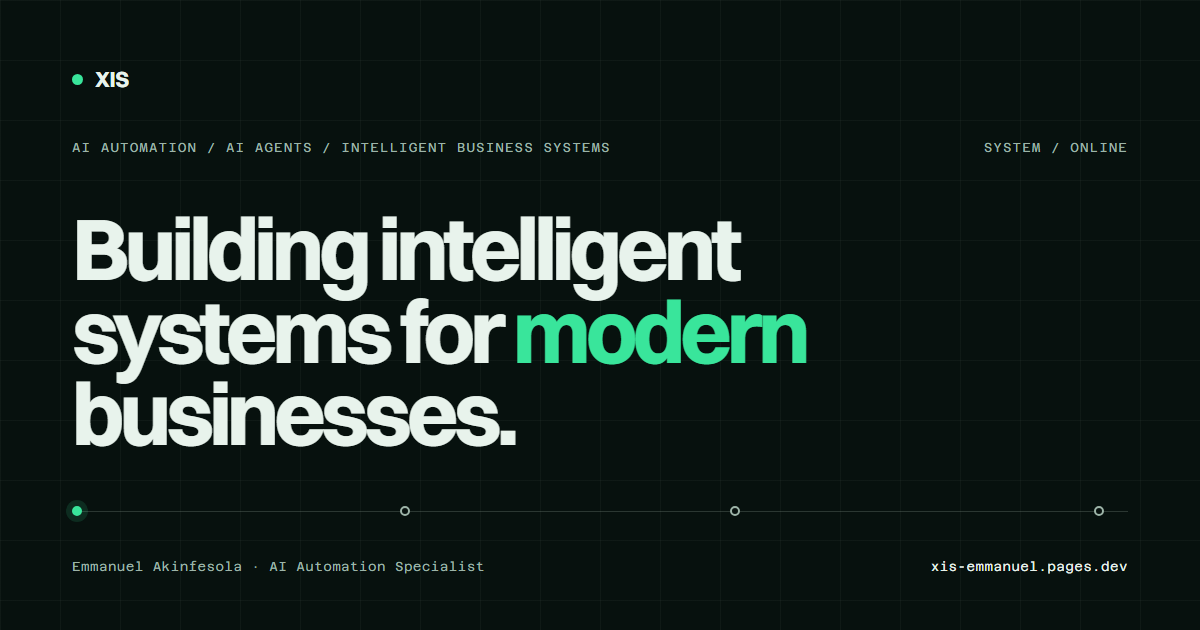 XIS
AI AUTOMATION / AI AGENTS / INTELLIGENT BUSINESS SYSTEMS
SYSTEM / ONLINE
Building intelligent
systems for modern
businesses.
Emmanuel Akinfesola · AI Automation Specialist
xis-emmanuel.pages.dev